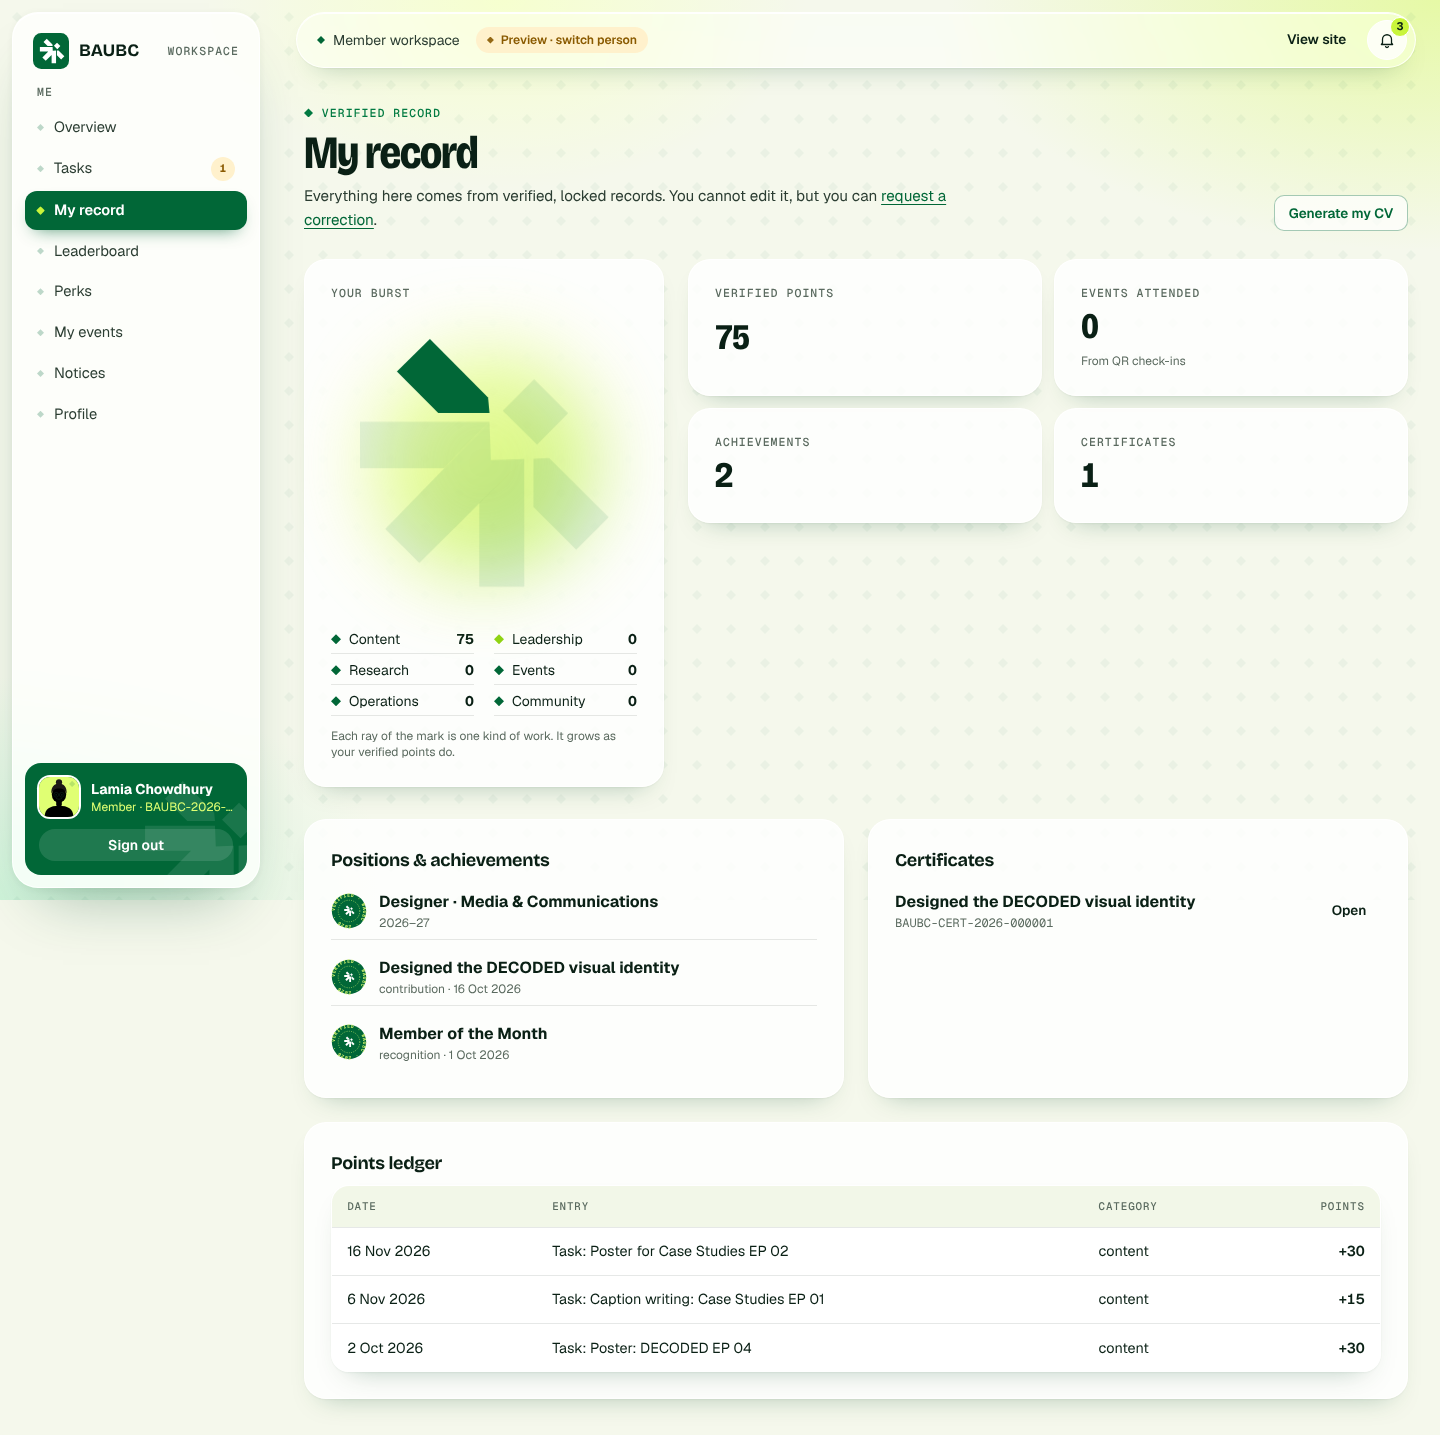 BAUBC
WORKSPACE
ME
Overview
Tasks
1
My record
Leaderboard
Perks
My events
Notices
Profile
Lamia Chowdhury
Member · BAUBC-2026-…
Sign out
Member workspace
Preview · switch person
View site
3
VERIFIED RECORD
My record
Everything here comes from verified, locked records. You cannot edit it, but you can request a
correction.
Generate my CV
YOUR BURST
Content 75
Leadership 0
Research 0
Events 0
Operations 0
Community 0
Each ray of the mark is one kind of work. It grows as
your verified points do.
VERIFIED POINTS
75
EVENTS ATTENDED
0
From QR check-ins
ACHIEVEMENTS
2
CERTIFICATES
1
Positions & achievements
Designer · Media & Communications
2026–27
Designed the DECODED visual identity
contribution · 16 Oct 2026
Member of the Month
recognition · 1 Oct 2026
Certificates
Designed the DECODED visual identity
BAUBC-CERT-2026-000001
Open
Points ledger
DATE ENTRY CATEGORY POINTS
16 Nov 2026 Task: Poster for Case Studies EP 02 content +30
6 Nov 2026 Task: Caption writing: Case Studies EP 01 content +15
2 Oct 2026 Task: Poster: DECODED EP 04 content +30